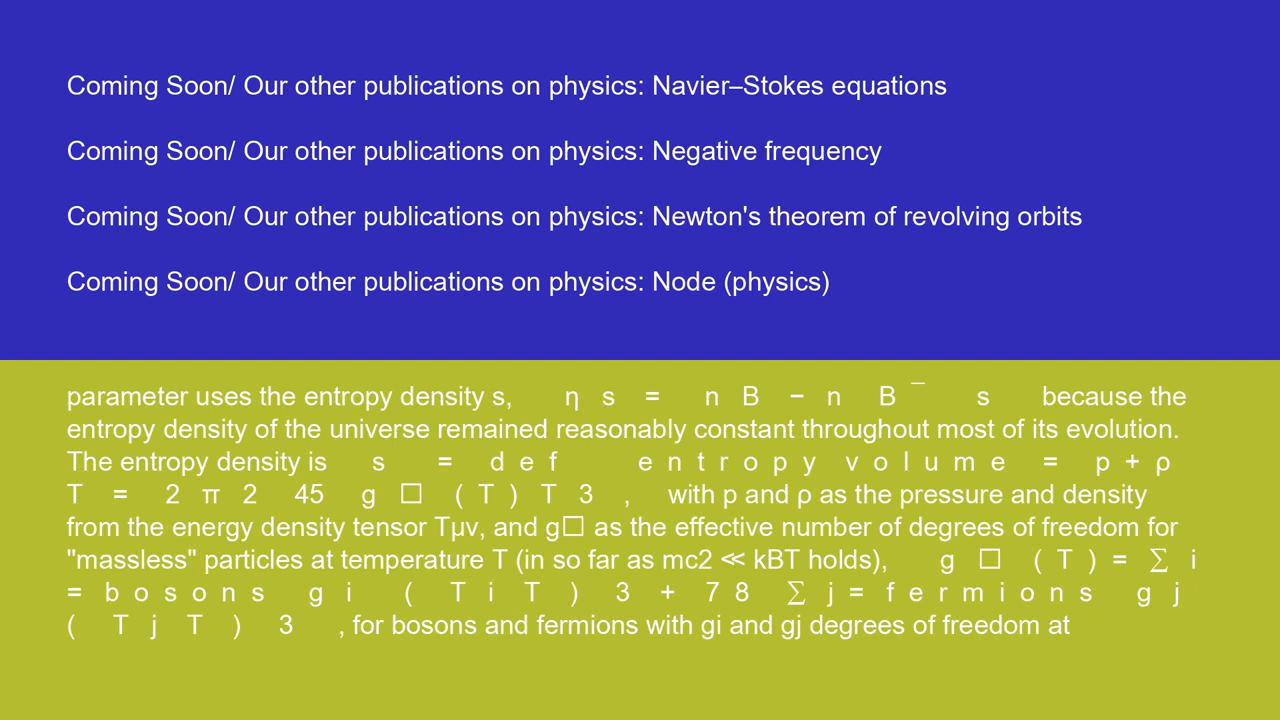 Coming Soon/ Our other publications on physics: Navier–Stokes equations
Coming Soon/ Our other publications on physics: Negative frequency
Coming Soon/ Our other publications on physics: Newton's theorem of revolving orbits
Coming Soon/ Our other publications on physics: Node (physics)
parameter uses the entropy density s, η s = n B − n B ¯ s because the
entropy density of the universe remained reasonably constant throughout most of its evolution.
The entropy density is s = d e f e n t r o p y v o l u m e = p + ρ
T = 2 π 2 45 g □ ( T ) T 3 , with p and ρ as the pressure and density
from the energy density tensor Tμν, and g□ as the effective number of degrees of freedom for
"massless" particles at temperature T (in so far as mc2 ≪ kBT holds), g □ ( T ) = ∑ i
= b o s o n s g i ( T i T ) 3 + 7 8 ∑ j = f e r m i o n s g j
( T j T ) 3 , for bosons and fermions with gi and gj degrees of freedom at